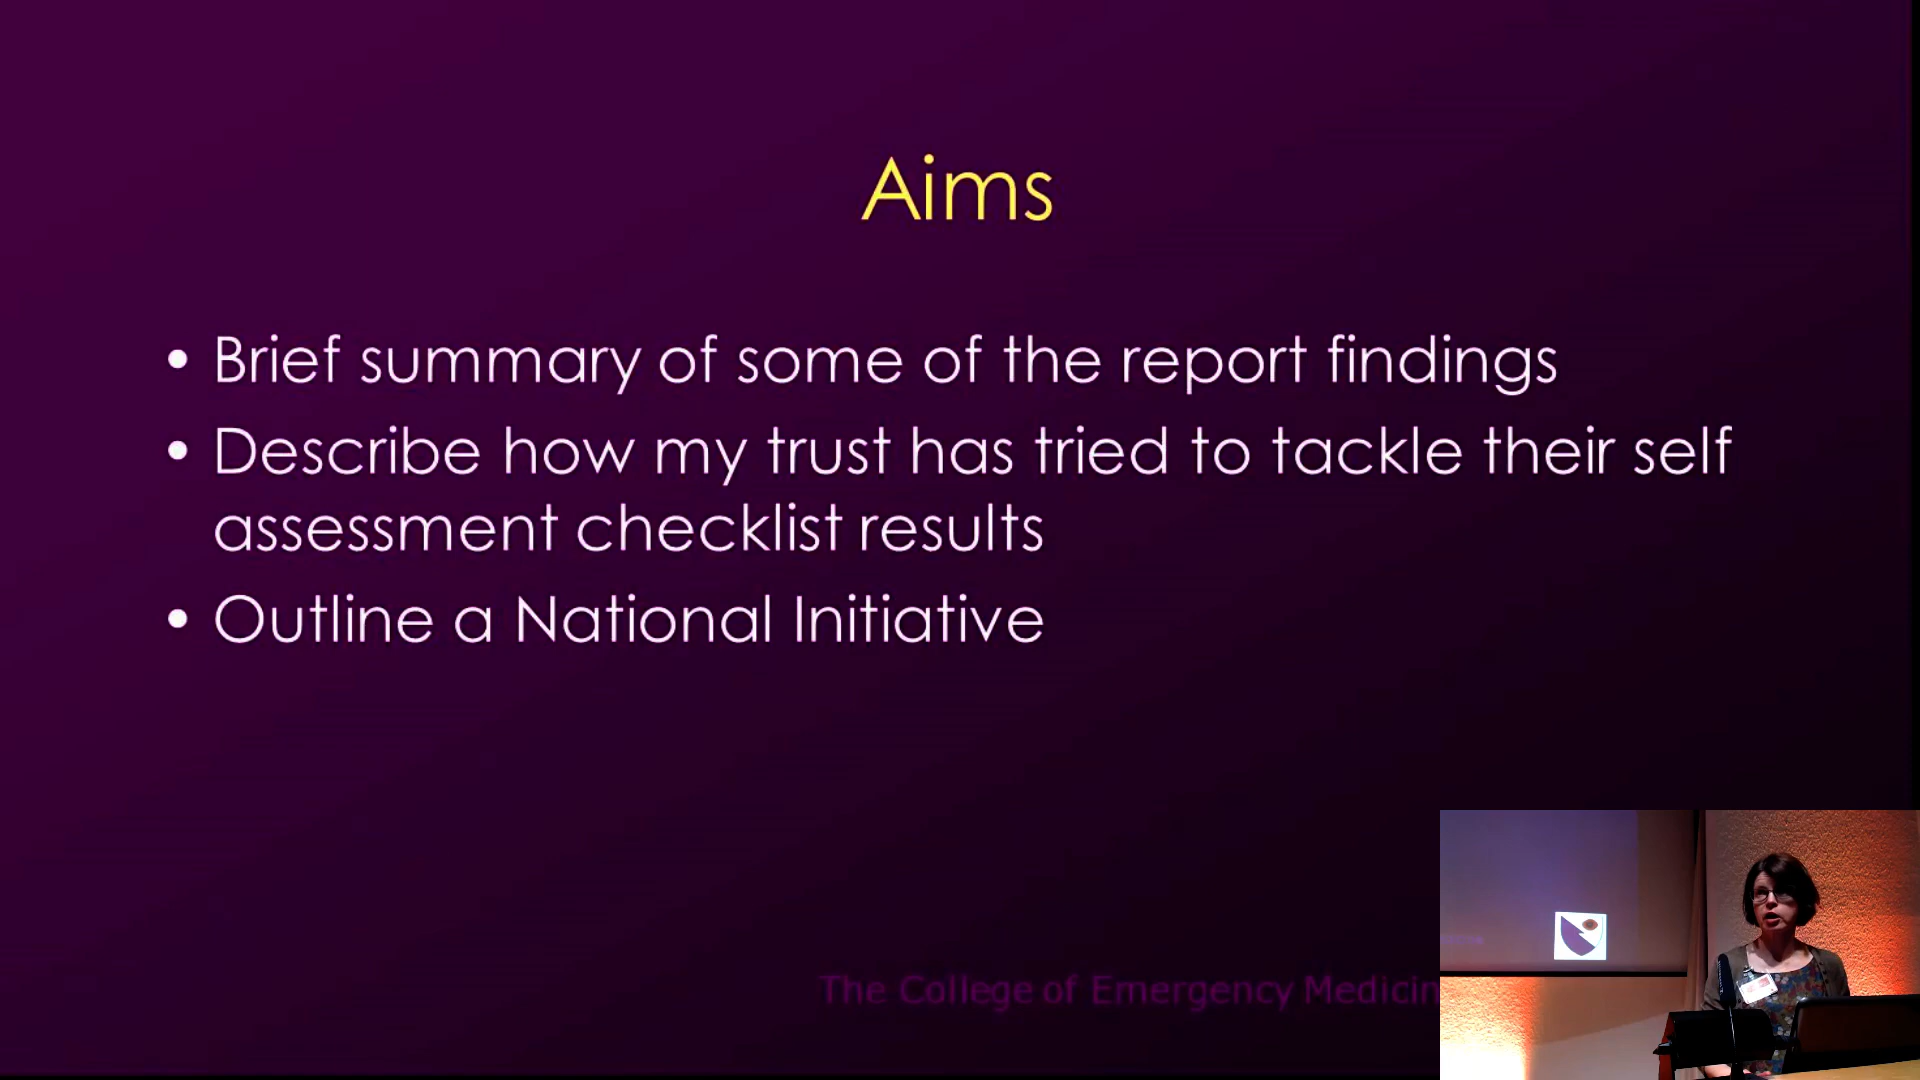 Aims
• Brief summary of some of the report findings
• Describe how my trust has tried to tackle their self
assessment checklist results
• Outline a National Initiative
The College of Emergency Medicin